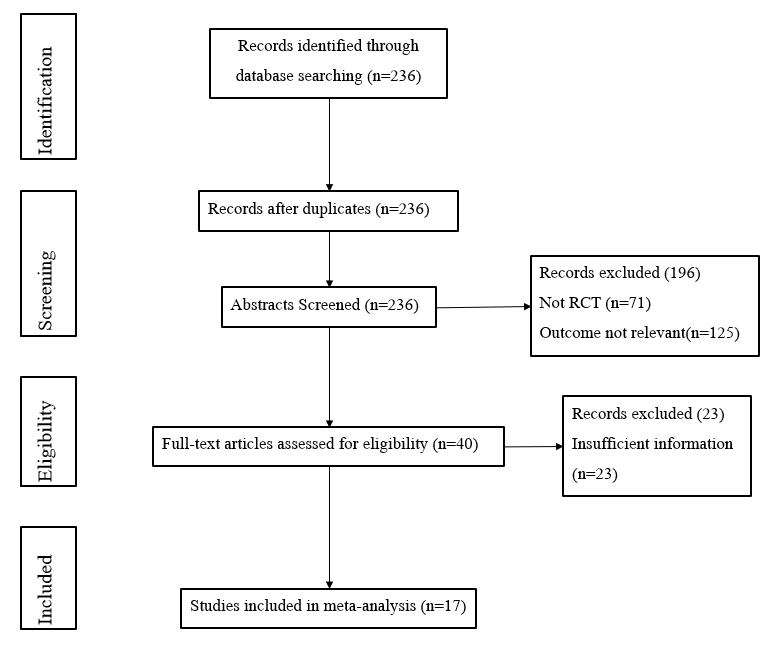 Identification
Records identified through
database searching (n=236)
Screening
Records after duplicates (n=236)
Abstracts Screened (n=236)
Records excluded (196)
Not RCT (n=71)
Outcome not relevant(n=125)
Eligibility
Full-text articles assessed for eligibility (n=40)
Records excluded (23)
Insufficient information
(n=23)
Included
Studies included in meta-analysis (n=17)